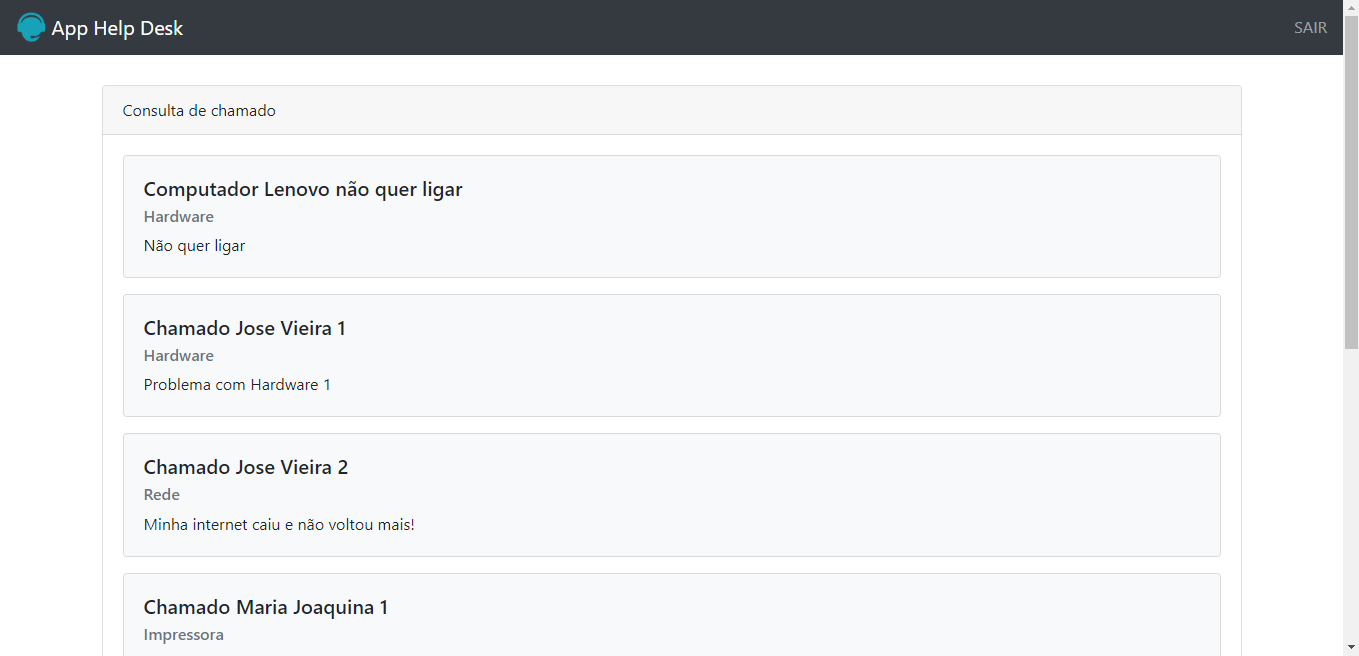 App Help Desk
SAIR
Consulta de chamado
Computador Lenovo não quer ligar
Hardware
Não quer ligar
Chamado Jose Vieira 1
Hardware
Problema com Hardware 1
Chamado Jose Vieira 2
Rede
Minha internet caiu e não voltou mais!
Chamado Maria Joaquina 1
Impressora